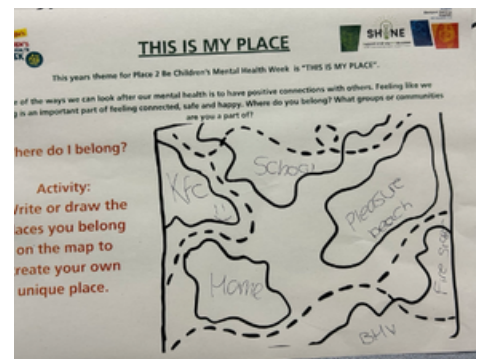 SHINE
THIS IS MY PLACE
This years theme for Place 2 Be Children's Mental Health Week is "THIS IS MY PLACE".
e of the ways we can look after our mental health is to have positive connections with others. Feeling like we
g is an important part of feeling connected, safe and happy. Where do you belong? What groups or communities
are you a part of?
here do I belong?
Activity:
Write or draw the
aces you belong
on the map to
reate your own
unique place.
School
KFC
Pleasure
beach
Home
BHV